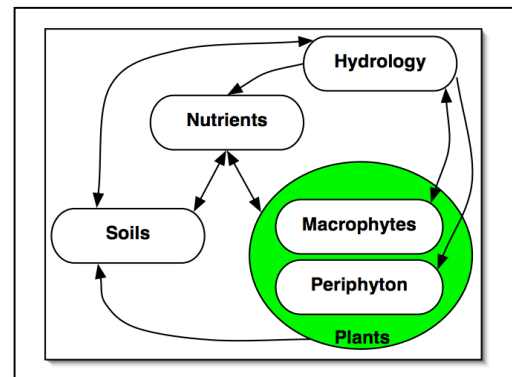 Hydrology
Nutrients
Macrophytes
Soils
Periphyton
Plants